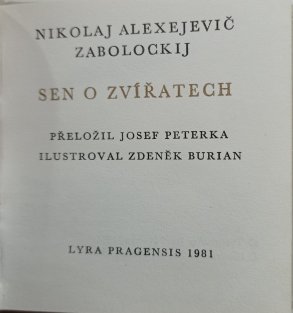 NIKOLAJ ALEXEJEVIČ
ZABOLOCKIJ
SEN O ZVÍŘATECH
PŘELOŽIL JOSEF PETERKA
ILUSTROVAL ZDENĚK BURIAN
LYRA PRAGENSIS 1981